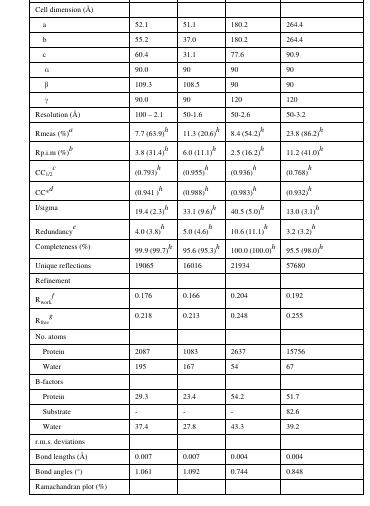 Cell dimension (Å)
a 52.1 51.1 180.2 264.4
b 55.2 37.0 180.2 264.4
c 60.4 31.1 77.6 90.9
α 90.0 90 90 90
β 109.3 108.5 90 90
γ 90.0 90 120 120
Resolution (Å) 100 – 2.1 50-1.6 50-2.6 50-3.2
Rmeas (%)a 7.7 (63.9)h 11.3 (20.6)h 8.4 (54.2)h 23.8 (86.2)h
Rp.i.m (%)b 3.8 (31.4)h 6.0 (11.1)h 2.5 (16.2)h 11.2 (41.0)h
CC1/2c (0.793)h (0.955)h (0.936)h (0.768)h
CC*d (0.941 )h (0.988)h (0.983)h (0.932)h
I/sigma 19.4 (2.3)h 33.1 (9.6)h 40.5 (5.0)h 13.0 (3.1)h
Redundancye 4.0 (3.8)h 5.0 (4.6)h 10.6 (11.1)h 3.2 (3.2)h
Completeness (%) 99.9 (99.7)h 95.6 (95.3)h 100.0 (100.0)h 95.5 (98.0)h
Unique reflections 19065 16016 21934 57680
Refinement
Rworkf 0.176 0.166 0.204 0.192
Rfreeg 0.218 0.213 0.248 0.255
No. atoms
Protein 2087 1083 2637 15756
Water 195 167 54 67
B-factors
Protein 29.3 23.4 54.2 51.7
Substrate - - - 82.6
Water 37.4 27.8 43.3 39.2
r.m.s. deviations
Bond lengths (Å) 0.007 0.007 0.004 0.004
Bond angles (°) 1.061 1.092 0.744 0.848
Ramachandran plot (%)